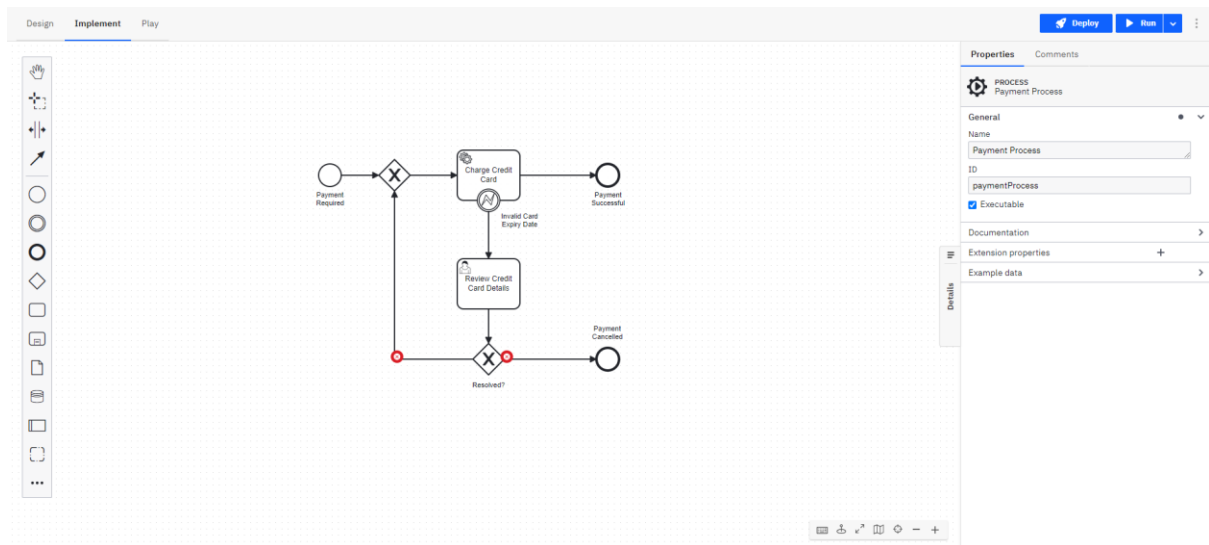 Design Implement Play
Deploy Run
Properties Comments
PROCESS
Payment Process
General
Name
Payment Process
ID
paymentProcess
Executable
Documentation
Extension properties
Example data
Details
Payment
Required
X
Charge Credit
Card
Payment
Successful
Invalid Card
Expiry Date
Review Credit
Card Details
Payment
Cancelled
X
Resolved?